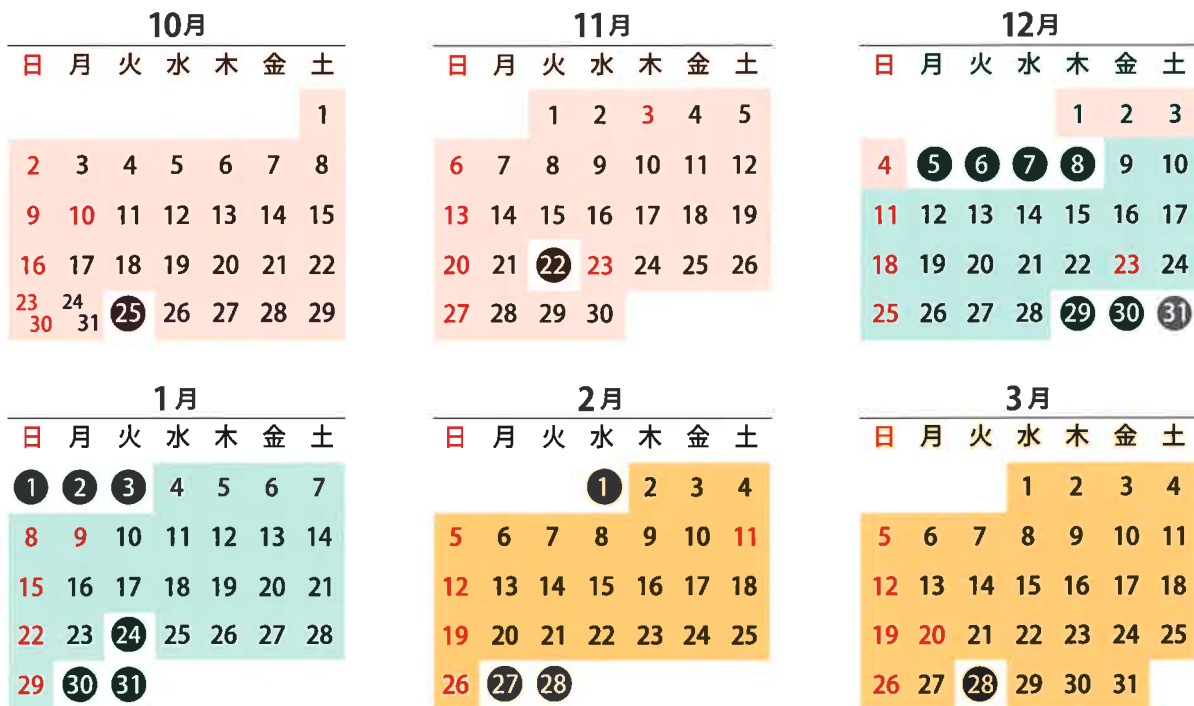 10月
日 月 火 水 木 金 土
1
2 3 4 5 6 7 8
9 10 11 12 13 14 15
16 17 18 19 20 21 22
23 30 24 31 25 26 27 28 29
11月
日 月 火 水 木 金 土
1 2 3 4 5
6 7 8 9 10 11 12
13 14 15 16 17 18 19
20 21 22 23 24 25 26
27 28 29 30
12月
日 月 火 水 木 金 土
1 2 3
4 5 6 7 8 9 10
11 12 13 14 15 16 17
18 19 20 21 22 23 24
25 26 27 28 29 30 31
1月
日 月 火 水 木 金 土
1 2 3 4 5 6 7
8 9 10 11 12 13 14
15 16 17 18 19 20 21
22 23 24 25 26 27 28
29 30 31
2月
日 月 火 水 木 金 土
1 2 3 4
5 6 7 8 9 10 11
12 13 14 15 16 17 18
19 20 21 22 23 24 25
26 27 28
3月
日 月 火 水 木 金 土
1 2 3 4
5 6 7 8 9 10 11
12 13 14 15 16 17 18
19 20 21 22 23 24 25
26 27 28 29 30 31